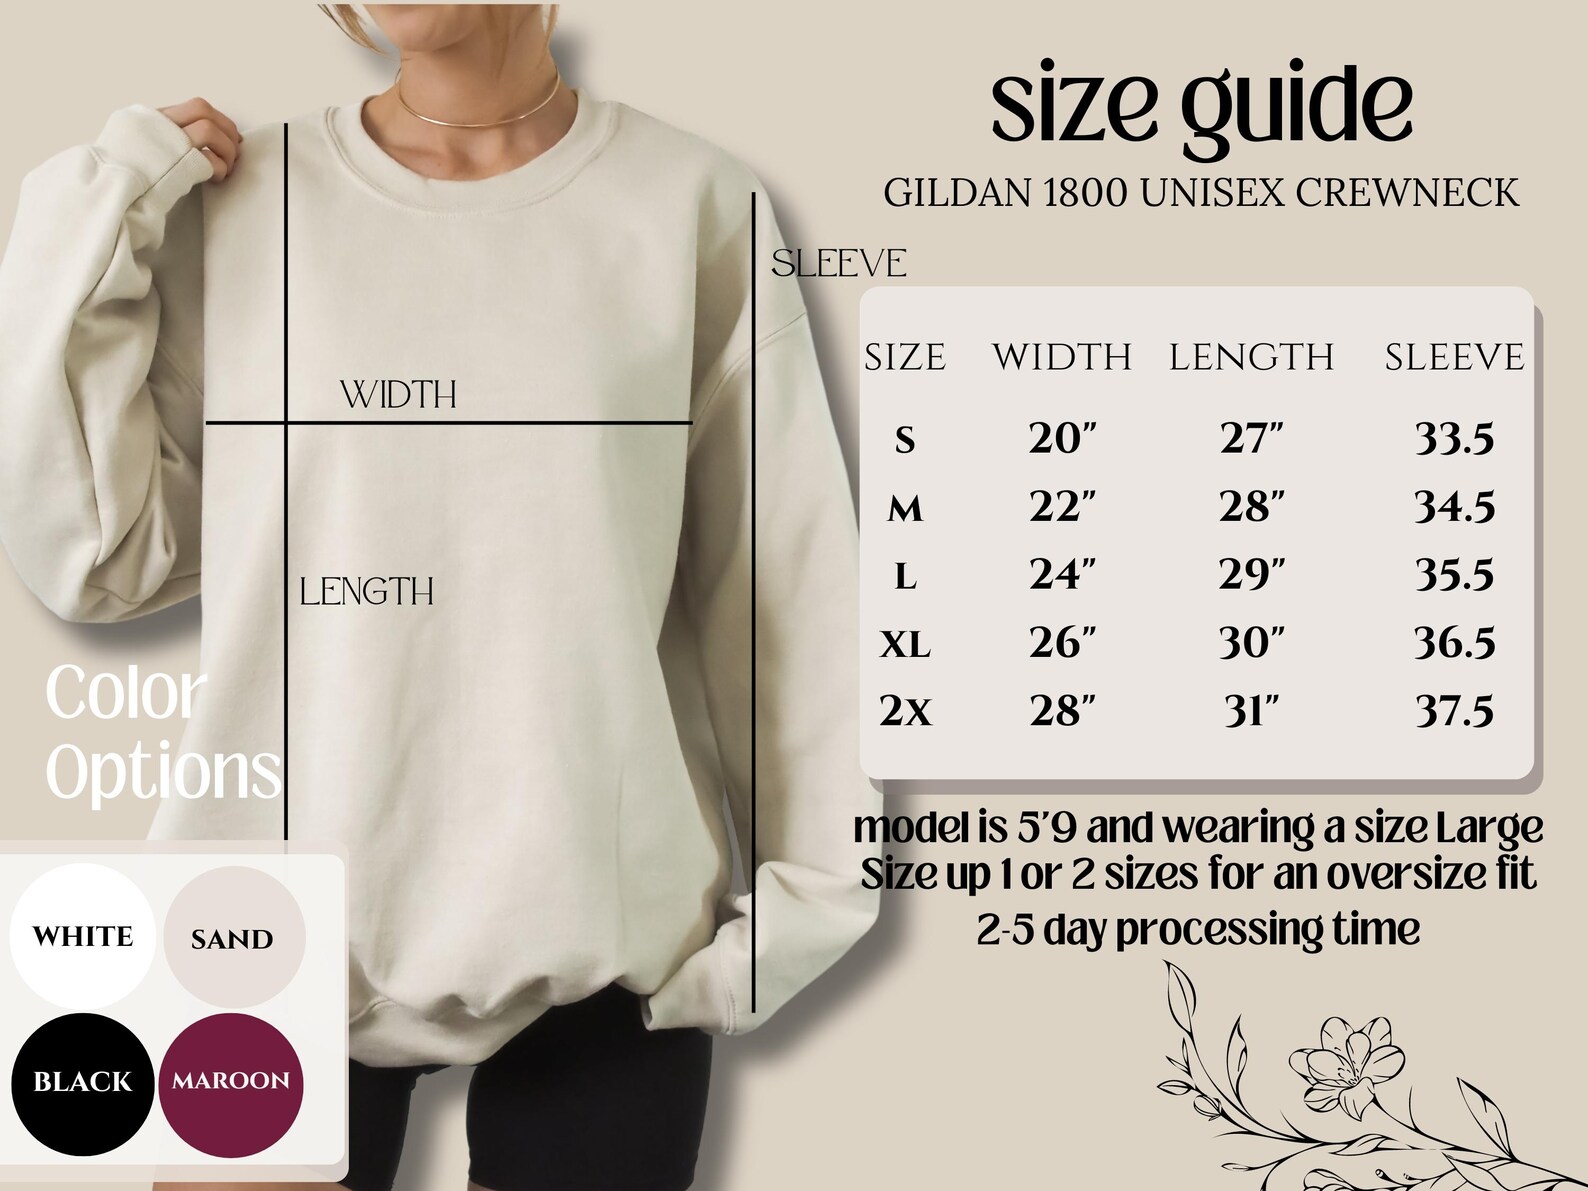 size guide
GILDAN 1800 UNISEX CREWNECK
SLEEVE
WIDTH
LENGTH
SIZE WIDTH LENGTH SLEEVE
S 20" 27" 33.5
M 22" 28" 34.5
L 24" 29" 35.5
XL 26" 30" 36.5
2X 28" 31" 37.5
model is 5'9 and wearing a size Large
Size up 1 or 2 sizes for an oversize fit
2-5 day processing time
Color
Options
WHITE SAND
BLACK MAROON